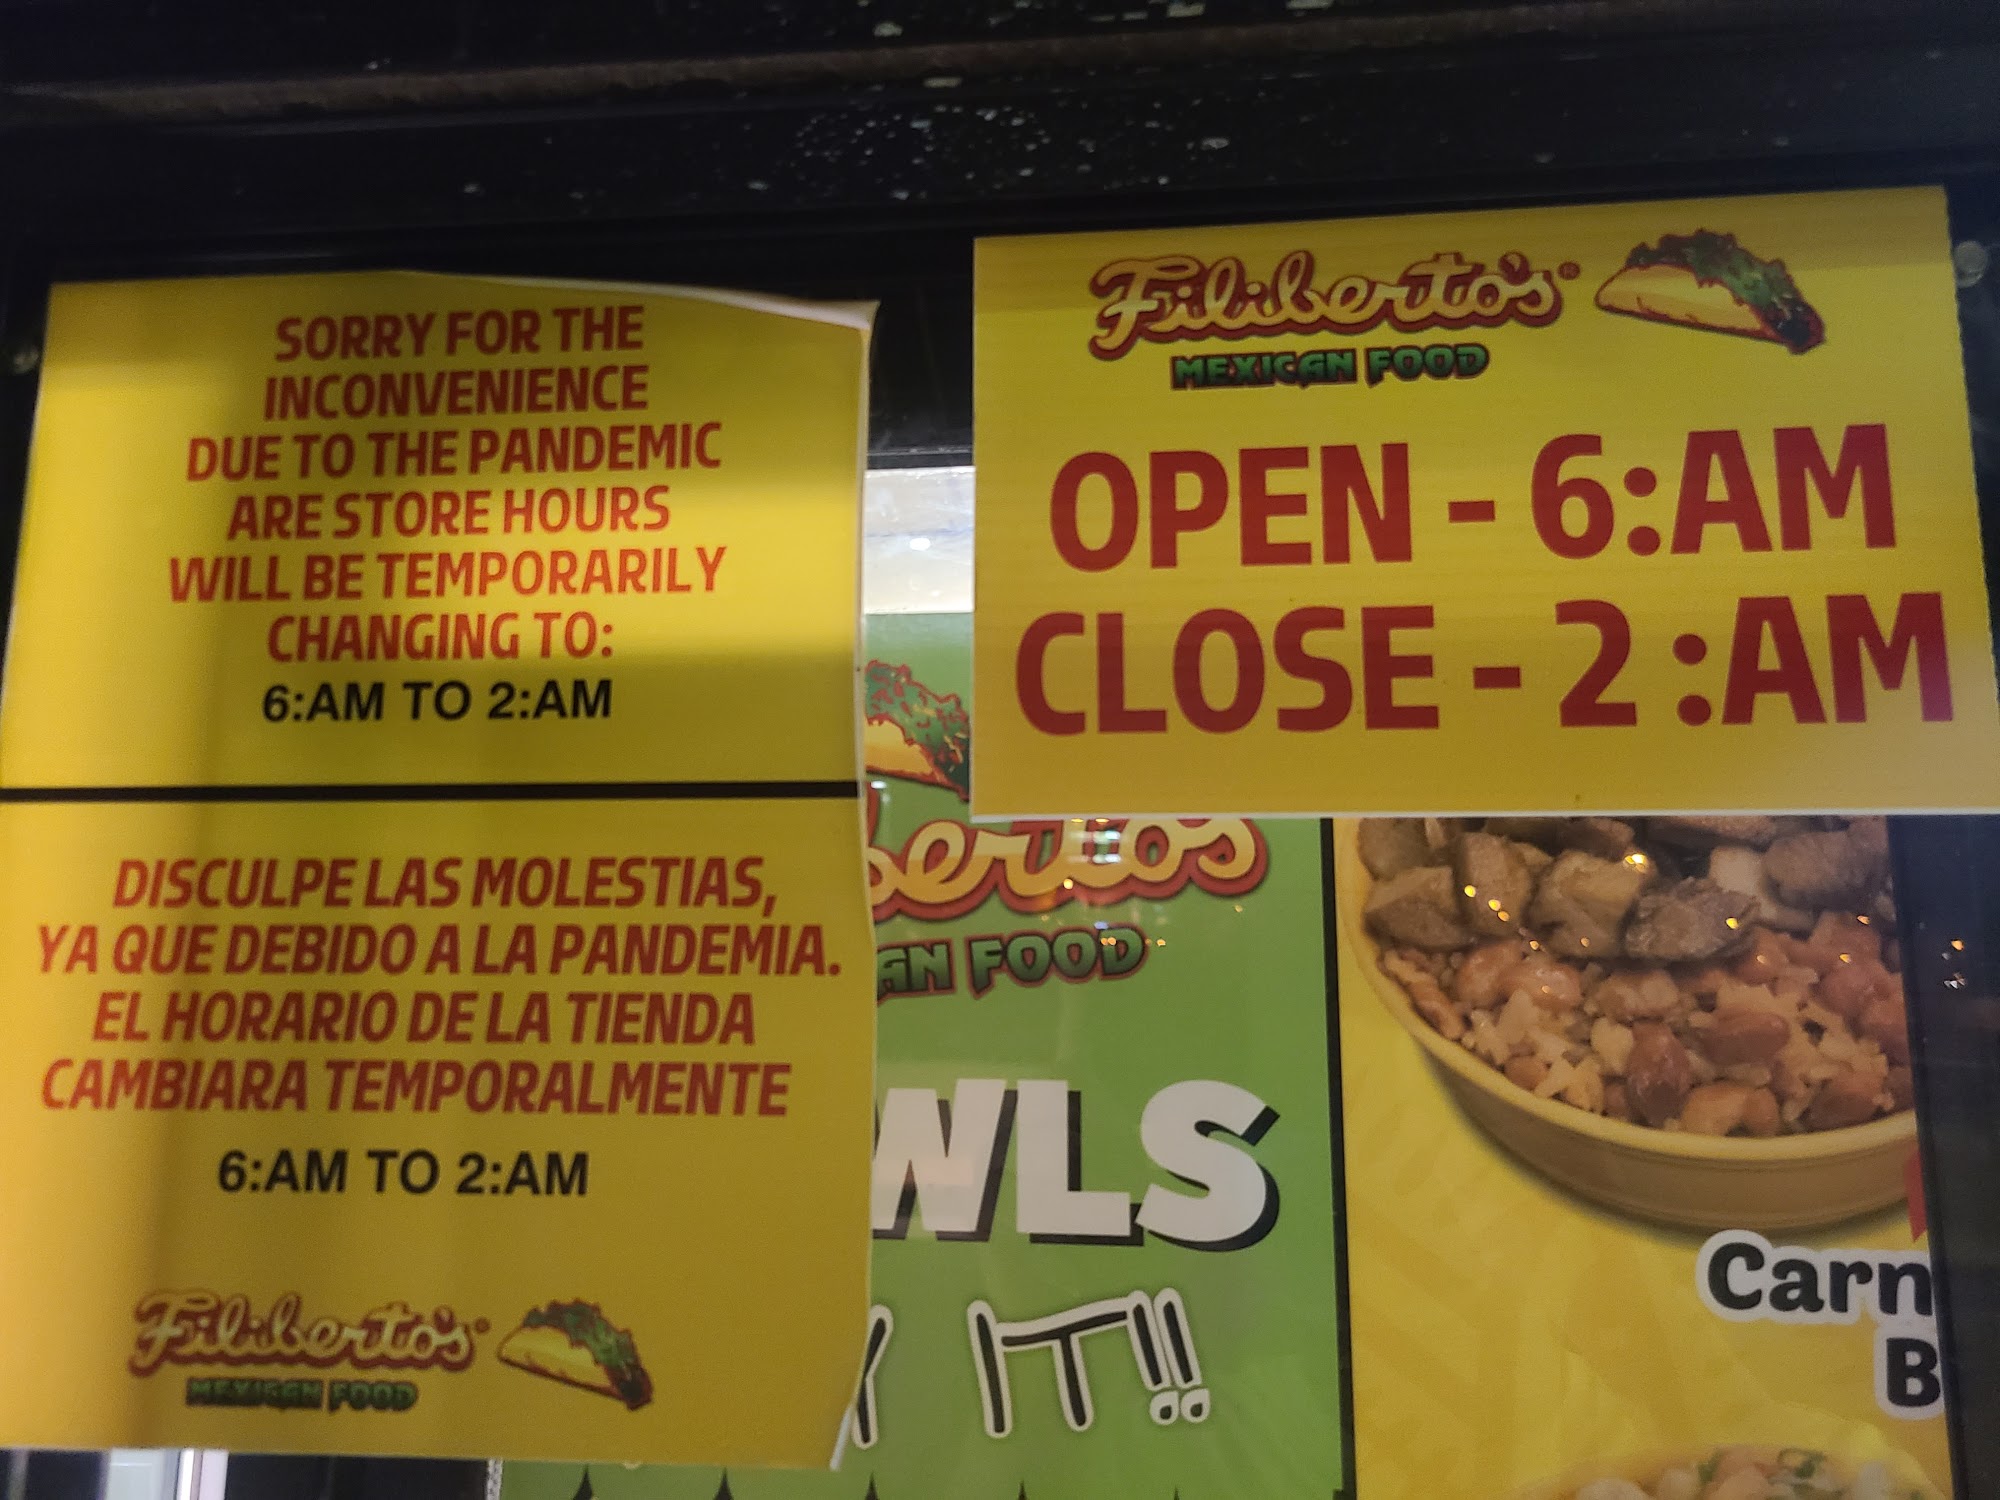 SORRY FOR THE
INCONVENIENCE
DUE TO THE PANDEMIC
ARE STORE HOURS
WILL BE TEMPORARILY
CHANGING TO:
6:AM TO 2:AM
DISCULPE LAS MOLESTIAS,
YA QUE DEBIDO A LA PANDEMIA.
EL HORARIO DE LA TIENDA
CAMBIARA TEMPORALMENTE
6:AM TO 2:AM
Filiberto's®
MEXICAN FOOD
Filiberto's®
MEXICAN FOOD
OPEN - 6:AM
CLOSE - 2:AM
bertos
AN FOOD
WLS
Y IT!!
Carn
B